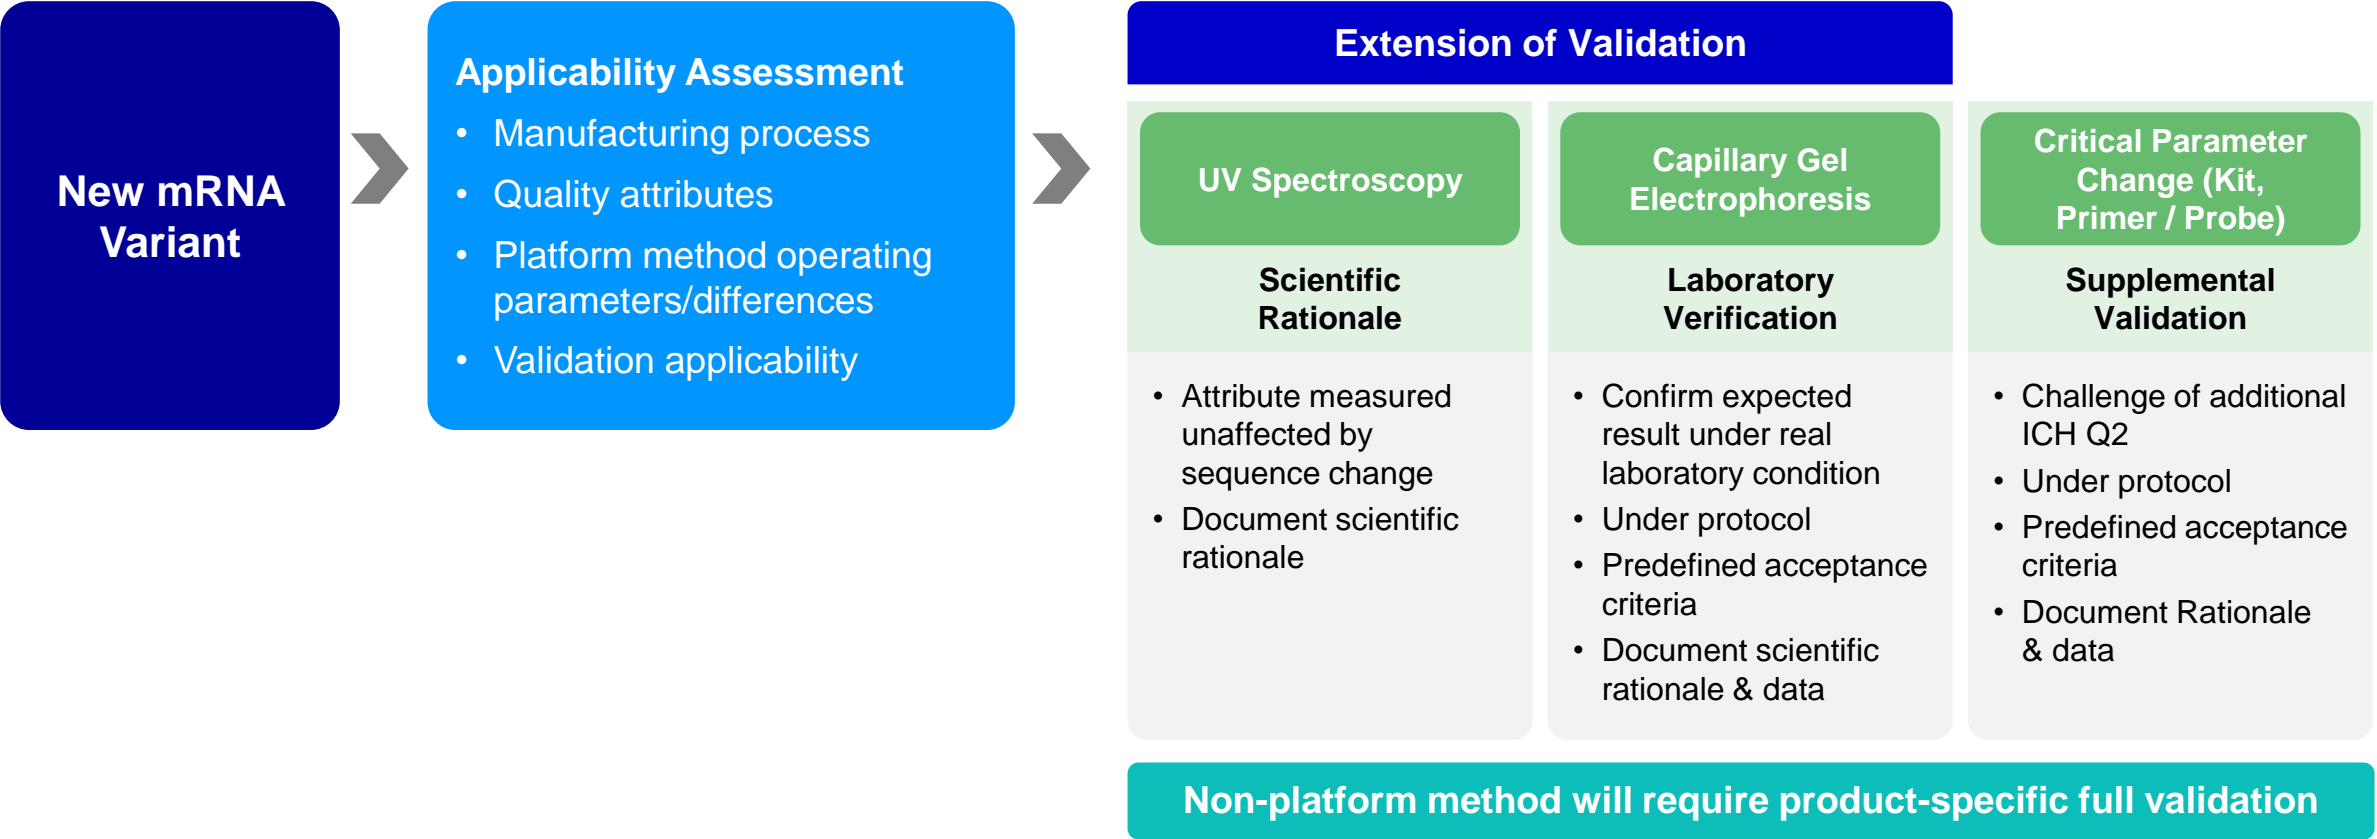 New mRNA
Variant
Applicability Assessment
• Manufacturing process
• Quality attributes
• Platform method operating
parameters/differences
• Validation applicability
Extension of Validation
UV Spectroscopy
Scientific
Rationale
• Attribute measured
unaffected by
sequence change
• Document scientific
rationale
Capillary Gel
Electrophoresis
Laboratory
Verification
• Confirm expected
result under real
laboratory condition
• Under protocol
• Predefined acceptance
criteria
• Document scientific
rationale & data
Critical Parameter
Change (Kit,
Primer / Probe)
Supplemental
Validation
• Challenge of additional
ICH Q2
• Under protocol
• Predefined acceptance
criteria
• Document Rationale
& data
Non-platform method will require product-specific full validation